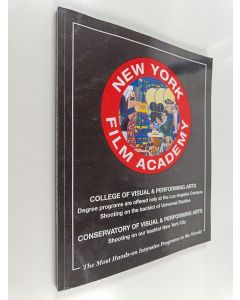 NEW YORK
FILM ACADEMY
COLLEGE OF VISUAL & PERFORMING ARTS
Degree programs are offered only at the Los Angeles Campus
Shooting on the backlot of Universal Studios
CONSERVATORY OF VISUAL & PERFORMING ARTS
Shooting on our backlot New York City
The Most Hands-on Intensive Programs in the World